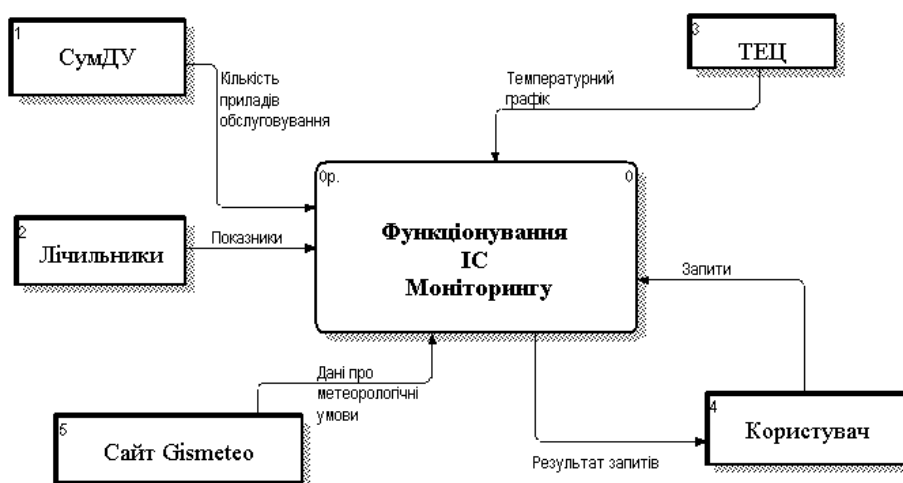 1
СумДУ
3
ТЕЦ
Кількість
приладів
обслуговування
Температурний
графік
0р.
0
Функціонування
ІС
Моніторингу
2
Лічильники
Показники
Запити
Дані про
метеорологічні
умови
5
Сайт Gismeteo
4
Користувач
Результат запитів